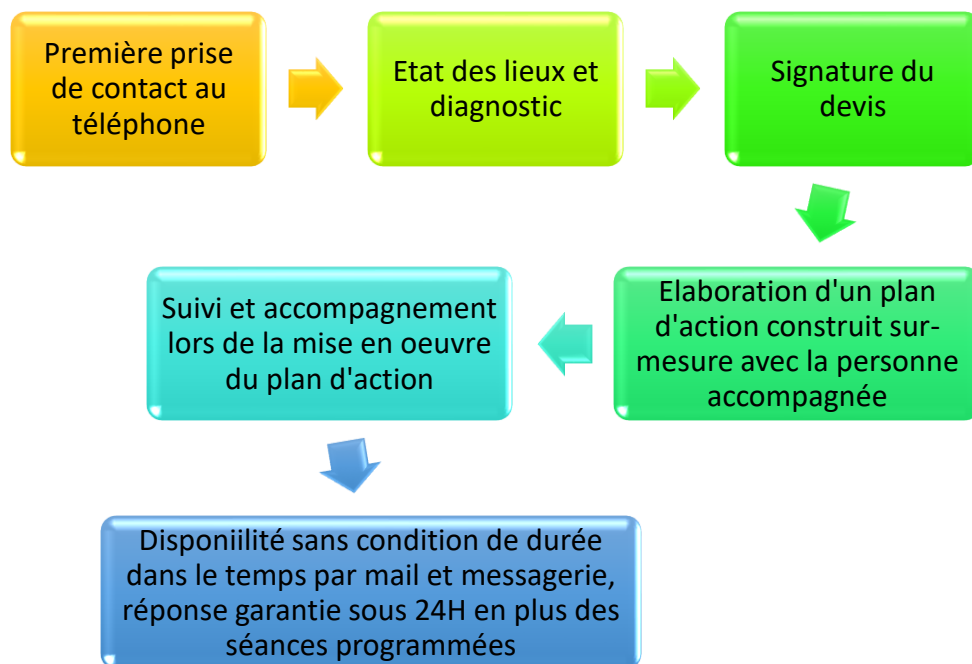 Première prise
de contact au
téléphone
Etat des lieux et
diagnostic
Signature du
devis
Elaboration d'un plan
d'action construit sur-
mesure avec la personne
accompagnée
Suivi et accompagnement
lors de la mise en oeuvre
du plan d'action
Disponiilité sans condition de durée
dans le temps par mail et messagerie,
réponse garantie sous 24H en plus des
séances programmées